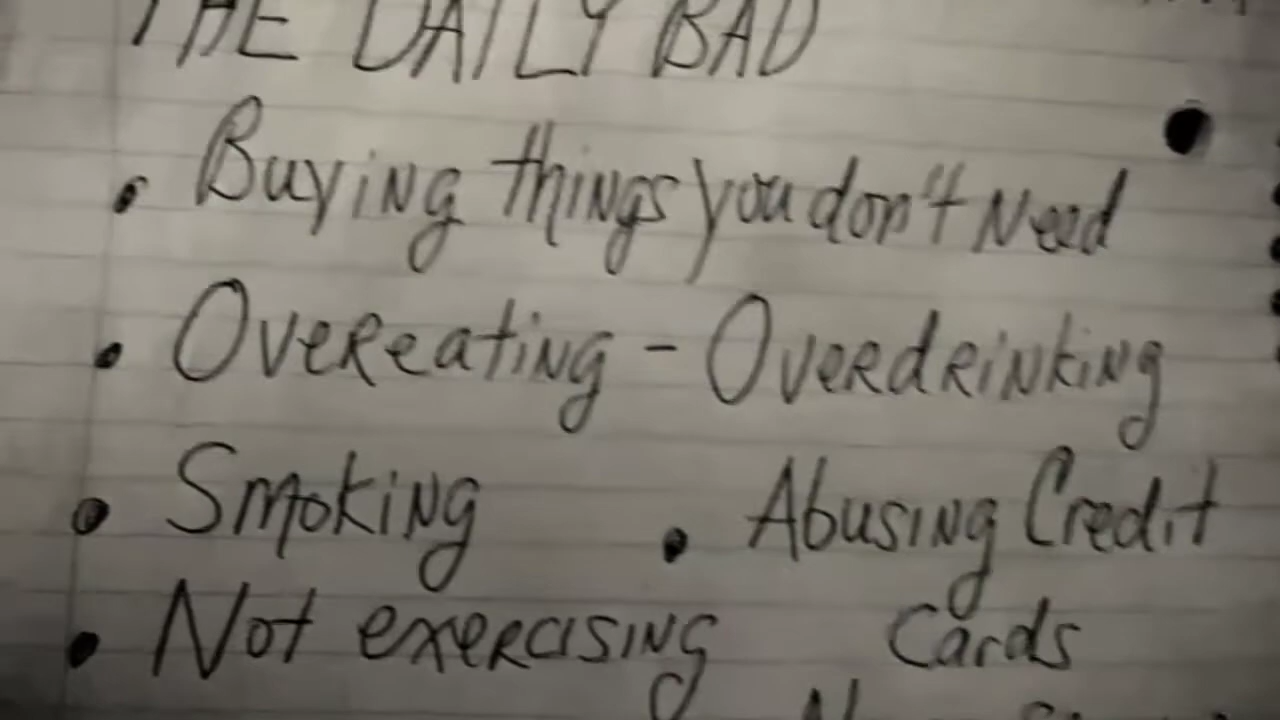 THE DAILY BAD
• Buying things you don't Need
• Overeating - Overdrinking
• Smoking
• Abusing Credit
Cards
• Not exercising